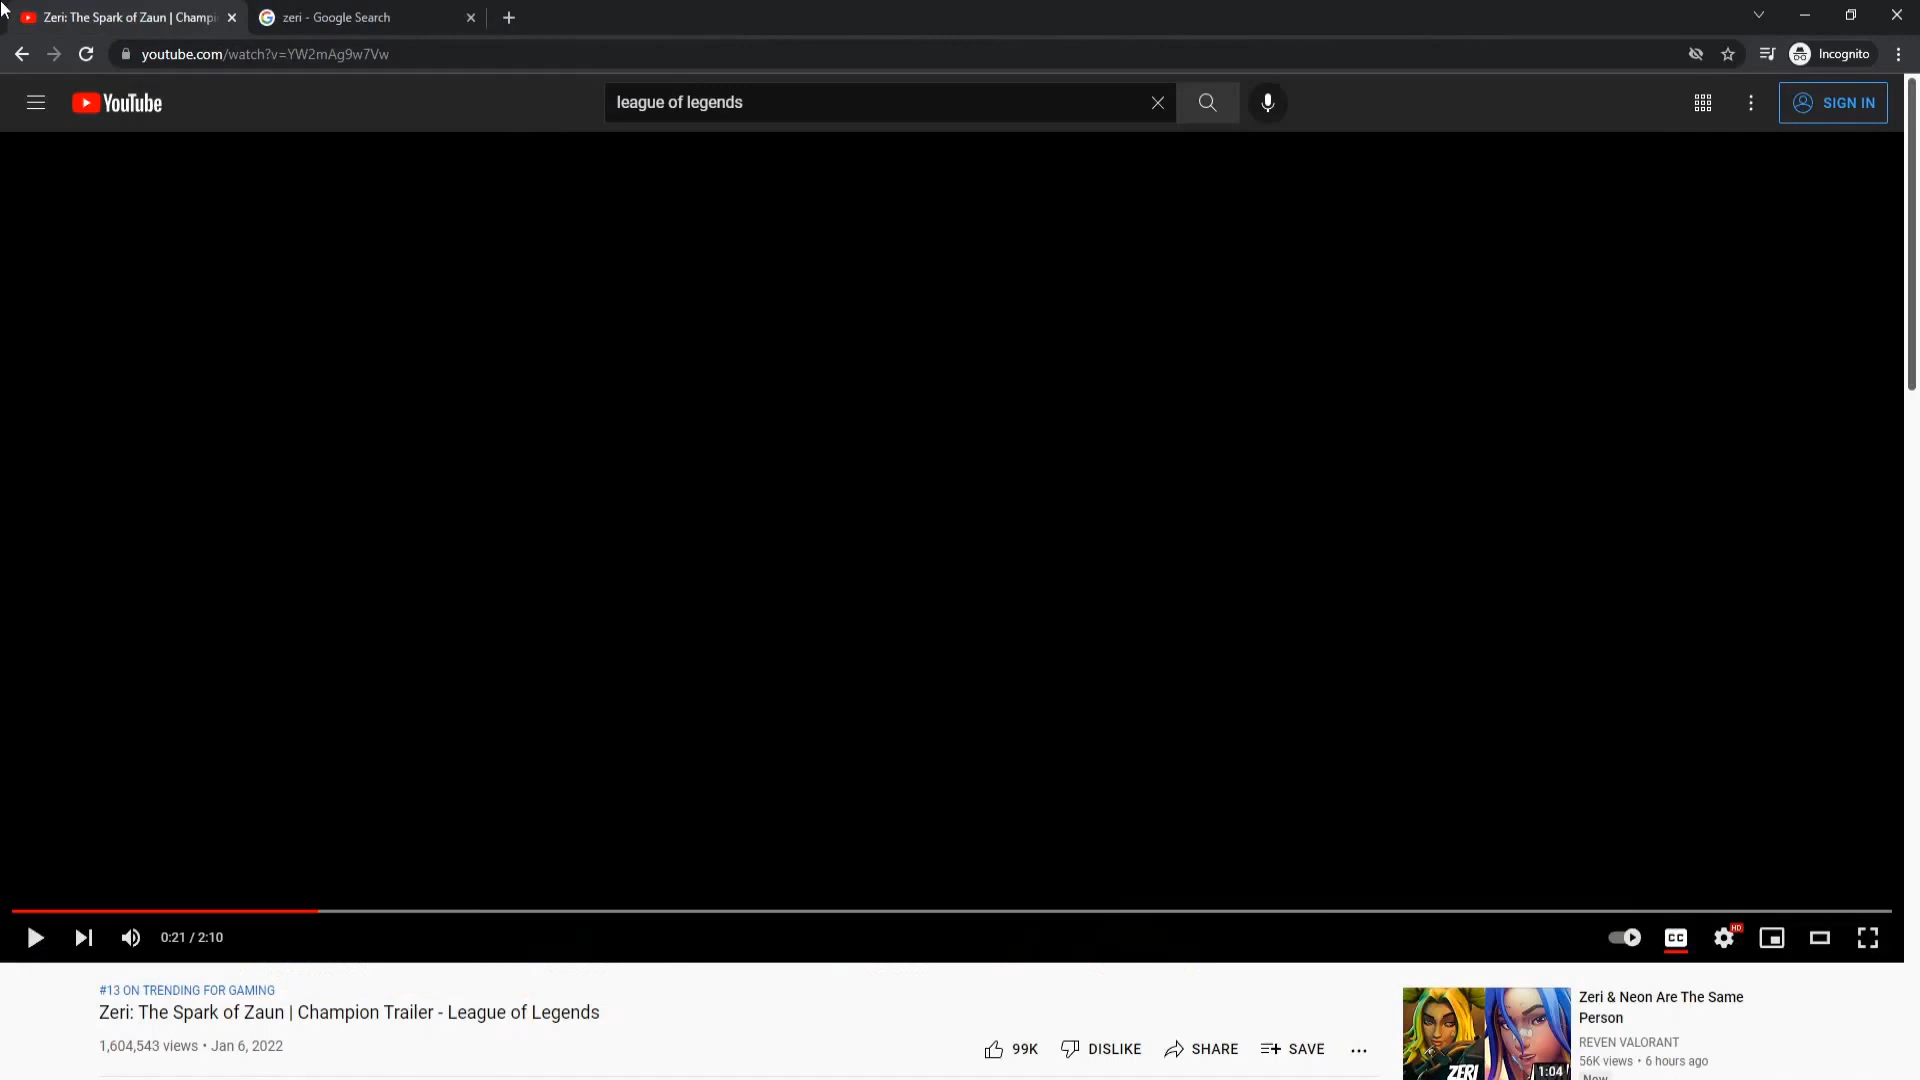 Zeri: The Spark of Zaun | Champi
zeri - Google Search
youtube.com/watch?v=YW2mAg9w7Vw
Incognito
YouTube
league of legends
SIGN IN
0:21 / 2:10
CC
HD
#13 ON TRENDING FOR GAMING
Zeri: The Spark of Zaun | Champion Trailer - League of Legends
1,604,543 views • Jan 6, 2022
99K
DISLIKE
SHARE
SAVE
ZERI
1:04
Zeri & Neon Are The Same
Person
REVEN VALORANT
56K views • 6 hours ago
New